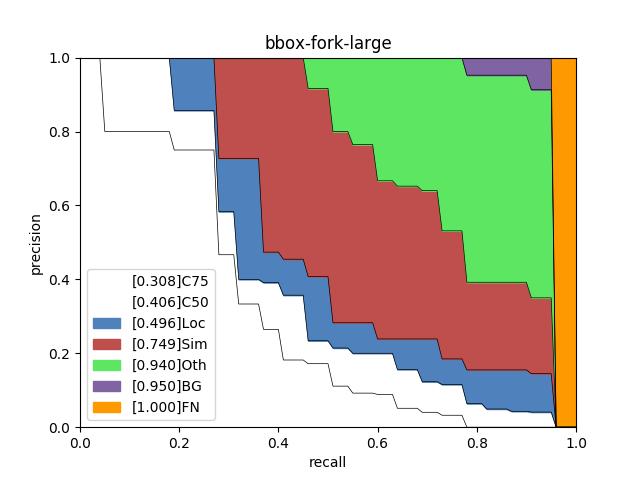 bbox-fork-large
precision
1.0
0.8
0.6
0.4
0.2
0.0
[0.308]C75
[0.406]C50
[0.496]Loc
[0.749]Sim
[0.940]Oth
[0.950]BG
[1.000]FN
0.0 0.2 0.4 0.6 0.8 1.0
recall